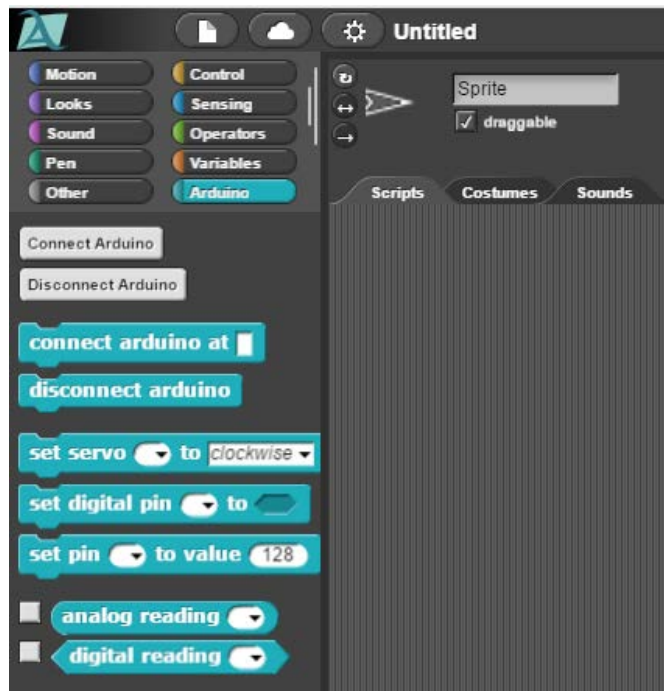 Untitled
Motion Control
Looks Sensing
Sound Operators
Pen Variables
Other Arduino
Sprite
draggable
Scripts Costumes Sounds
Connect Arduino
Disconnect Arduino
connect arduino at
disconnect arduino
set servo to clockwise
set digital pin to
set pin to value 128
analog reading
digital reading